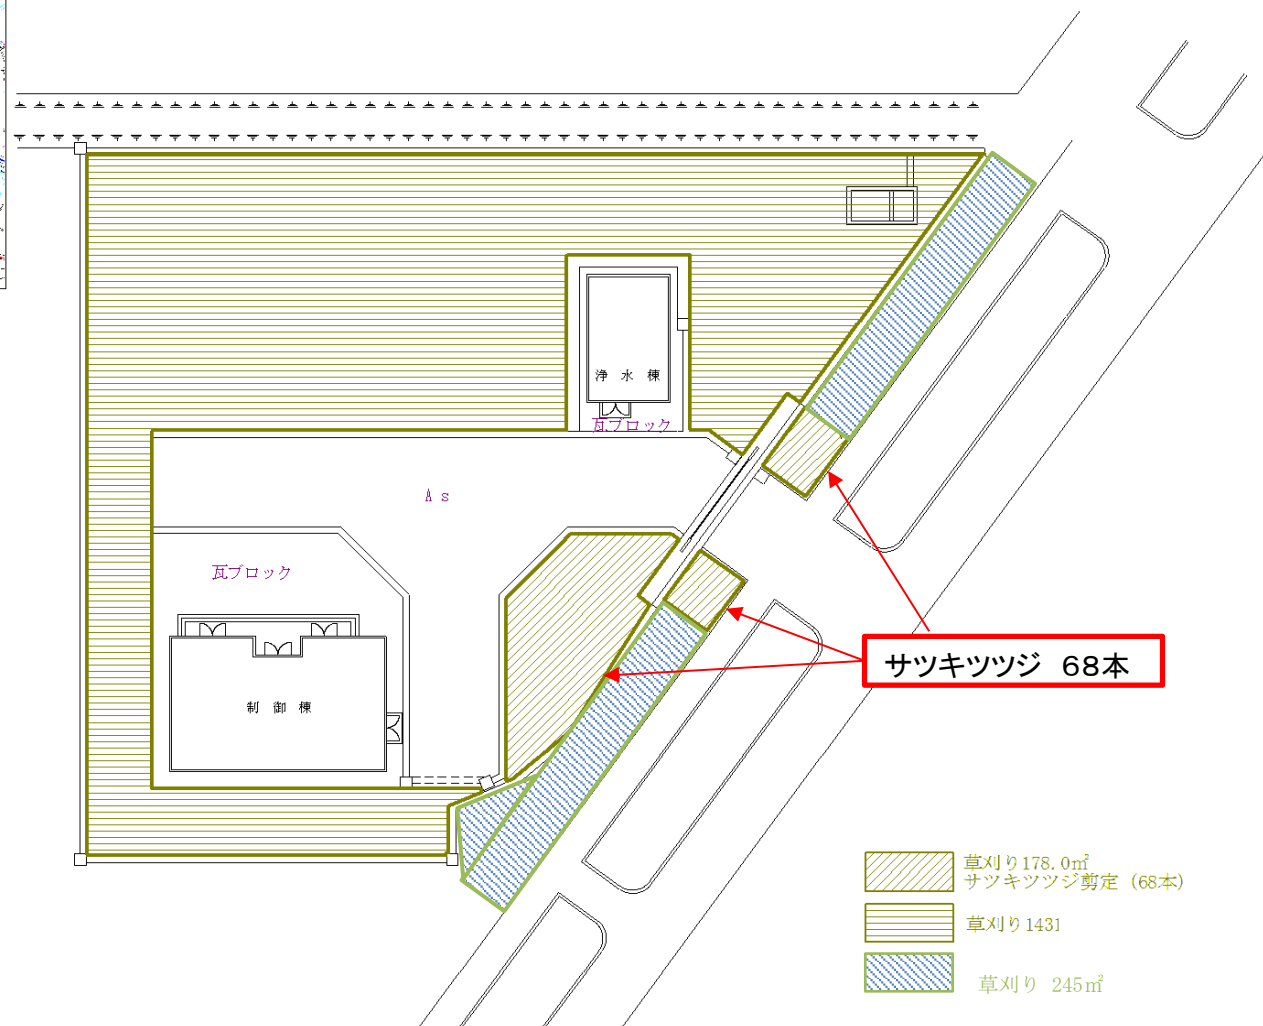 浄 水 棟
瓦ブロック
A s
瓦ブロック
制 御 棟
サツキツツジ 68本
草刈り178.0㎡
サツキツツジ剪定 (68本)
草刈り1431
草刈り 245㎡